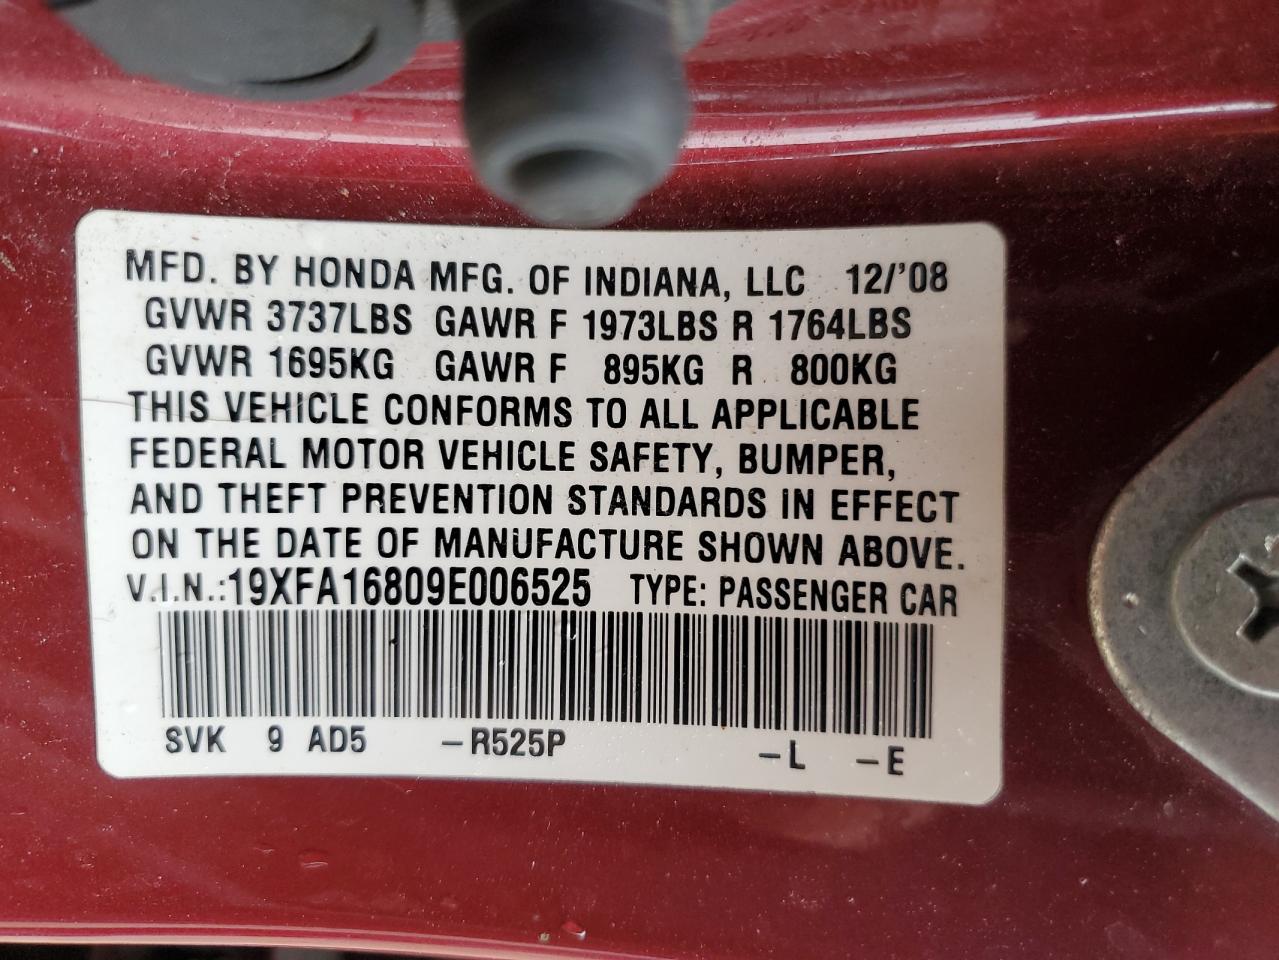 MFD. BY HONDA MFG. OF INDIANA, LLC 12/'08
GVWR 3737LBS GAWR F 1973LBS R 1764LBS
GVWR 1695KG GAWR F 895KG R 800KG
THIS VEHICLE CONFORMS TO ALL APPLICABLE
FEDERAL MOTOR VEHICLE SAFETY, BUMPER,
AND THEFT PREVENTION STANDARDS IN EFFECT
ON THE DATE OF MANUFACTURE SHOWN ABOVE.
V.I.N.:19XFA16809E006525 TYPE: PASSENGER CAR
SVK 9 AD5 -R525P -L -E